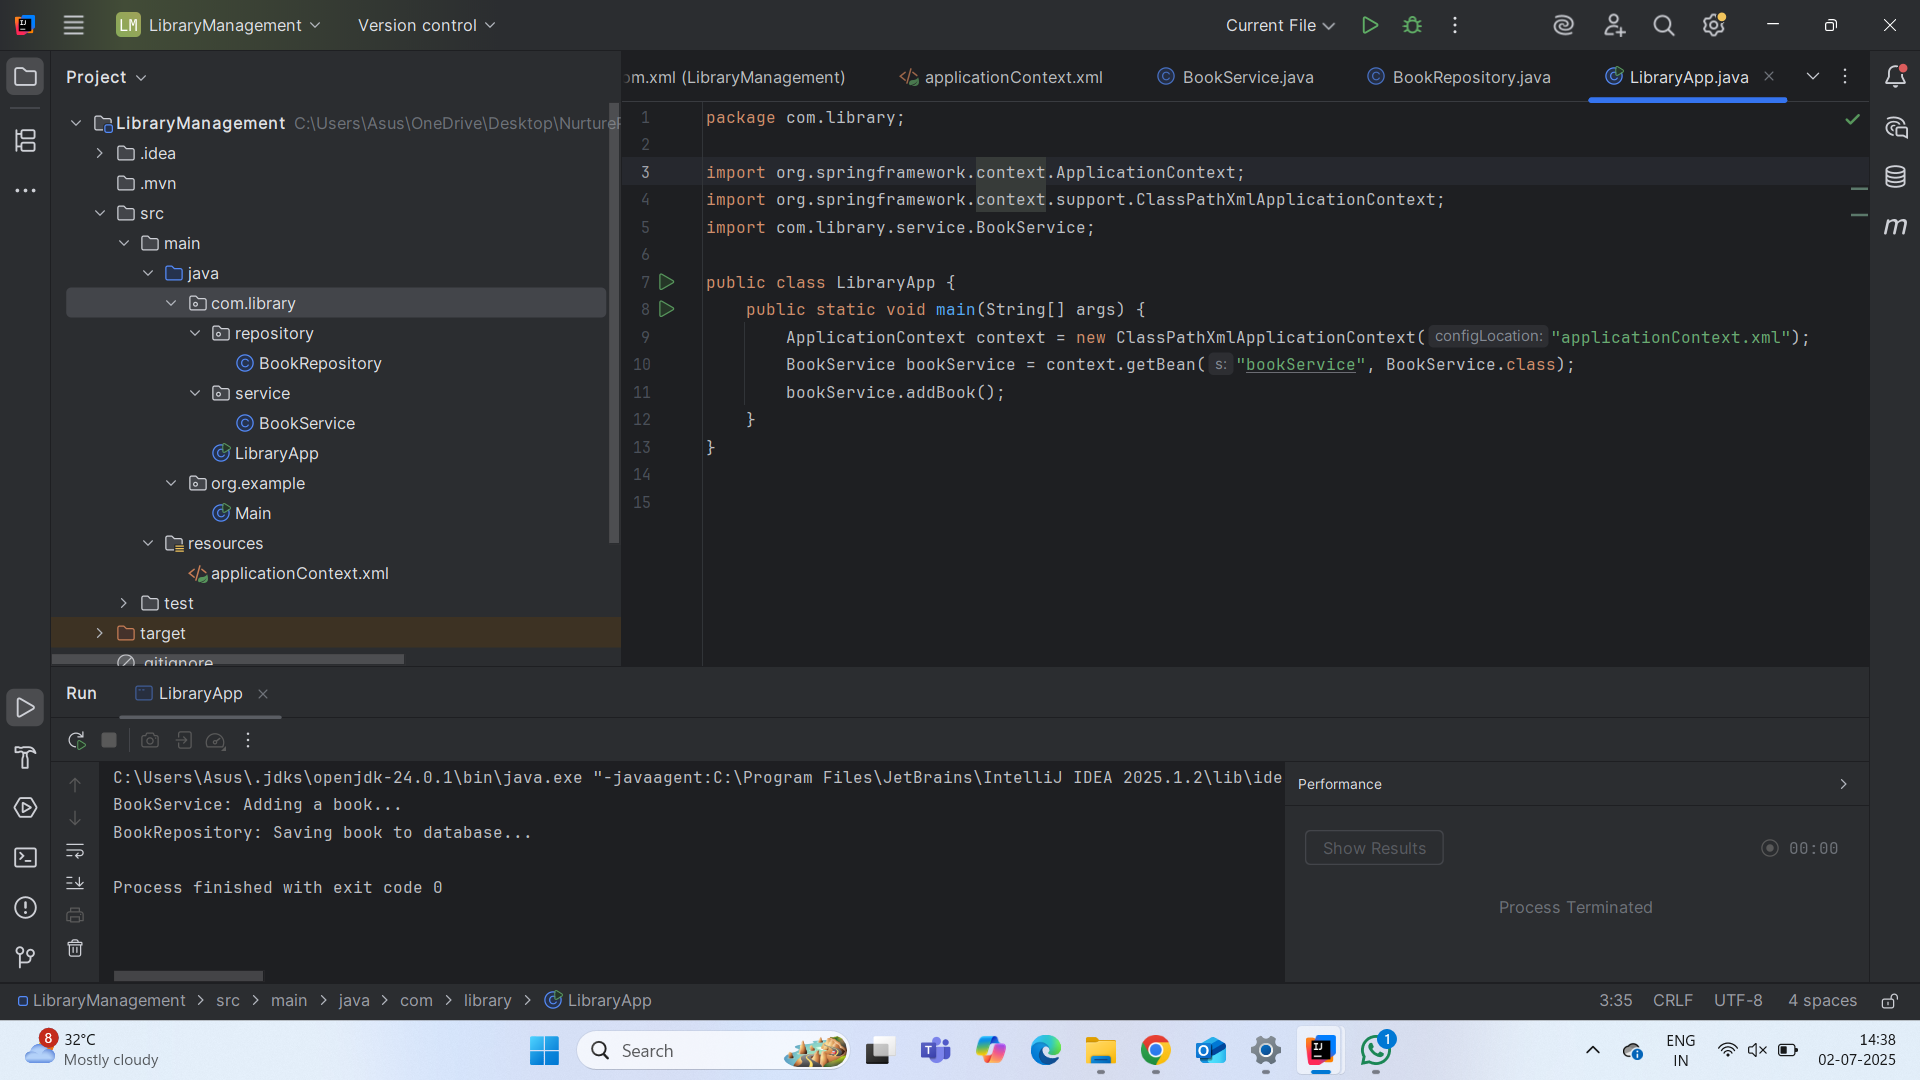 LM LibraryManagement
Version control
Current File
Project
LibraryManagement C:\Users\Asus\OneDrive\Desktop\Nurture
.idea
.mvn
src
main
java
com.library
repository
BookRepository
service
BookService
LibraryApp
org.example
Main
resources
applicationContext.xml
test
target
.gitignore
om.xml (LibraryManagement)
applicationContext.xml
BookService.java
BookRepository.java
LibraryApp.java
1 package com.library;
2
3 import org.springframework.context.ApplicationContext;
4 import org.springframework.context.support.ClassPathXmlApplicationContext;
5 import com.library.service.BookService;
6
7 public class LibraryApp {
8 public static void main(String[] args) {
9 ApplicationContext context = new ClassPathXmlApplicationContext( configLocation: "applicationContext.xml");
10 BookService bookService = context.getBean( s: "bookService", BookService.class);
11 bookService.addBook();
12 }
13 }
14
15
Run
LibraryApp
C:\Users\Asus\.jdks\openjdk-24.0.1\bin\java.exe "-javaagent:C:\Program Files\JetBrains\IntelliJ IDEA 2025.1.2\lib\ide
BookService: Adding a book...
BookRepository: Saving book to database...
Process finished with exit code 0
Performance
Show Results
00:00
Process Terminated
LibraryManagement > src > main > java > com > library > LibraryApp
3:35 CRLF UTF-8 4 spaces
8
32°C
Mostly cloudy
Search
1
ENG
IN
14:38
02-07-2025